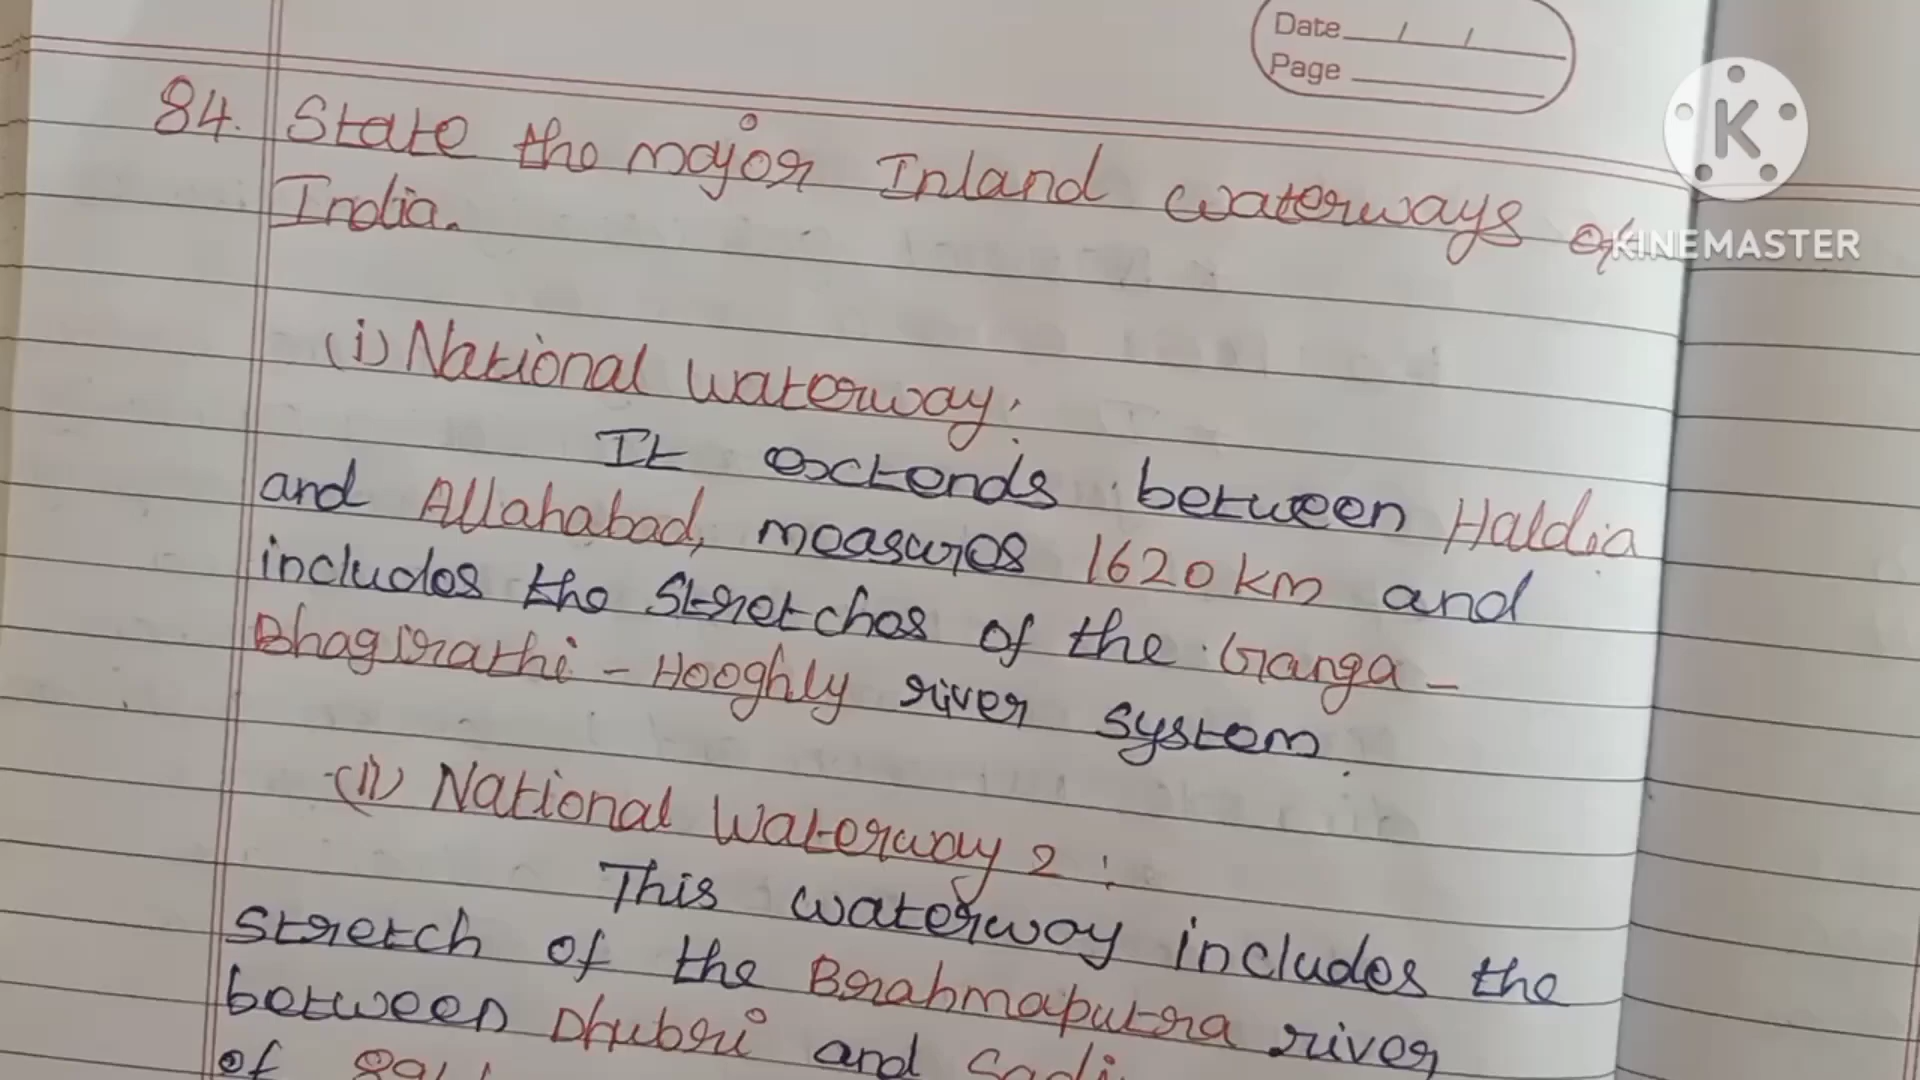 Date / /
Page
84. State the major Inland waterways of
India.
KINEMASTER
(i) National waterway:
It extends between Haldia
and Allahabad, measures 1620 km and
includes the stretches of the Ganga -
Bhagirathi - Hooghly river system.
(ii) National Waterway 2 :
This waterway includes the
stretch of the Brahmaputra river
between Dhubri and
of